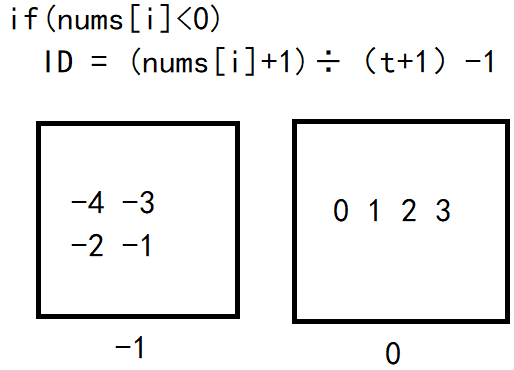 if(nums[i]<0)
ID = (nums[i]+1)÷ (t+1) -1
-4 -3
-2 -1
0 1 2 3
-1
0